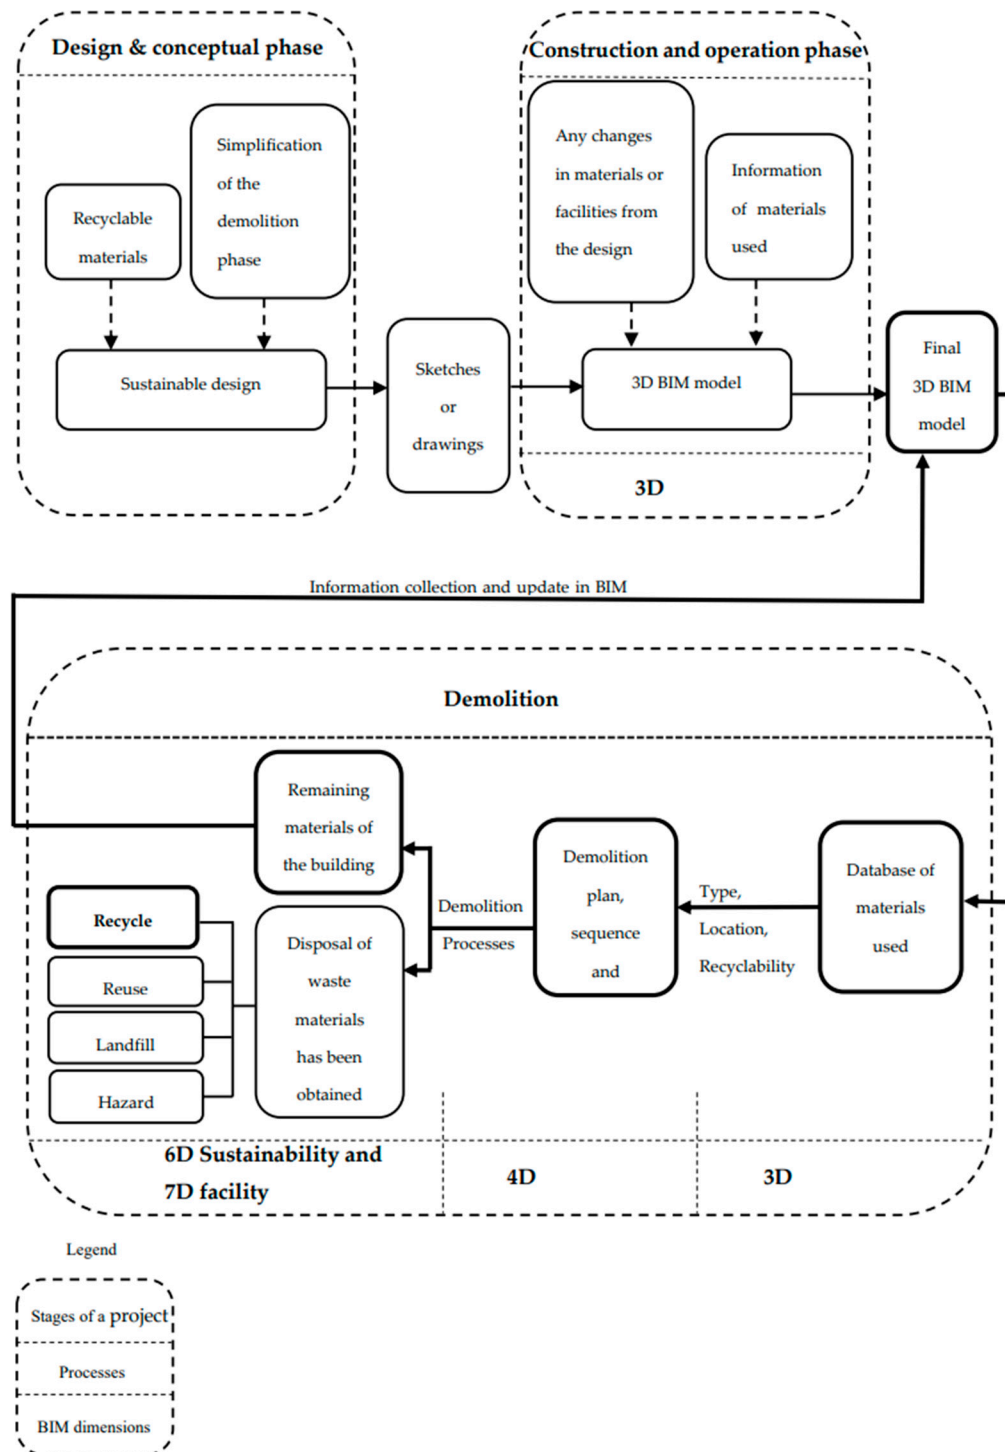 Design & conceptual phase
Recyclable
materials
Simplification
of the
demolition
phase
Sustainable design
Sketches
or
drawings
Construction and operation phase
Any changes
in materials or
facilities from
the design
Information
of materials
used
3D BIM model
3D
Final
3D BIM
model
Information collection and update in BIM
Demolition
Remaining
materials of
the building
Recycle
Reuse
Landfill
Hazard
Disposal of
waste
materials
has been
obtained
Demolition
Processes
Demolition
plan,
sequence
and
Type,
Location,
Recyclability
Database of
materials
used
6D Sustainability and
7D facility
4D
3D
Legend
Stages of a project
Processes
BIM dimensions